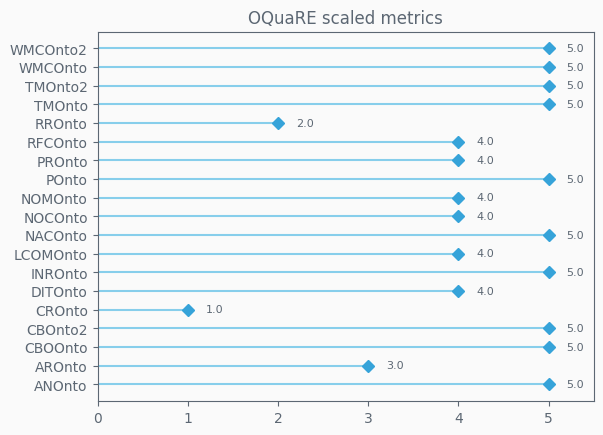 OQuaRE scaled metrics
WMCOnto2 5.0
WMCOnto 5.0
TMOnto2 5.0
TMOnto 5.0
RROnto 2.0
RFCOnto 4.0
PROnto 4.0
POnto 5.0
NOMOnto 4.0
NOCOnto 4.0
NACOnto 5.0
LCOMOnto 4.0
INROnto 5.0
DITOnto 4.0
CROnto 1.0
CBOnto2 5.0
CBOOnto 5.0
AROnto 3.0
ANOnto 5.0
0 1 2 3 4 5